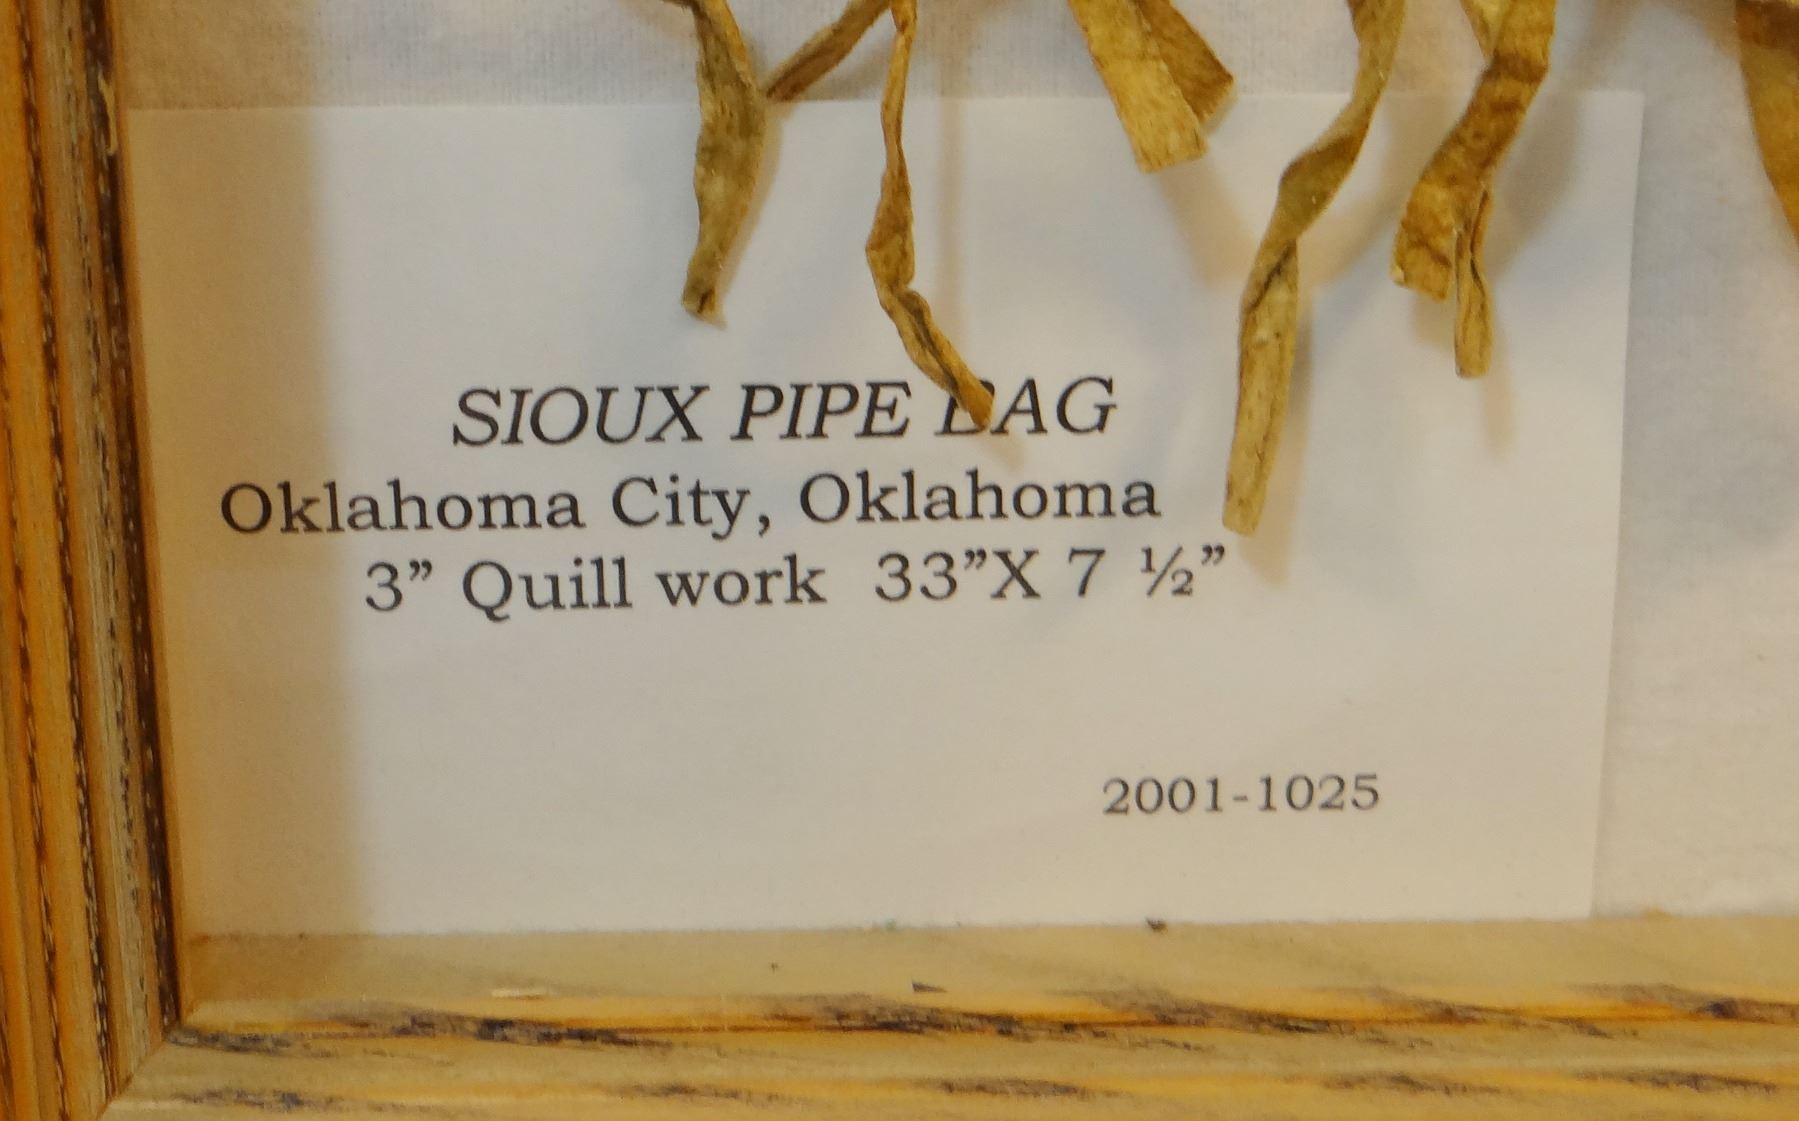 SIOUX PIPE BAG
Oklahoma City, Oklahoma
3” Quill work 33”X 7 ½”
2001-1025